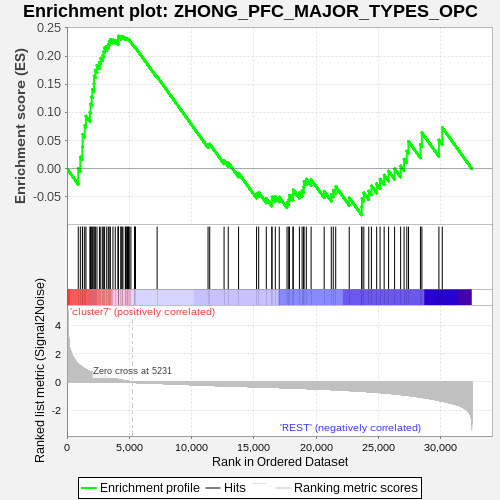 Enrichment plot: ZHONG_PFC_MAJOR_TYPES_OPC
Enrichment score (ES)
0.25
0.20
0.15
0.10
0.05
0.00
-0.05
'cluster7' (positively correlated)
Zero cross at 5231
'REST' (negatively correlated)
Ranked list metric (Signal2Noise)
4
2
0
-2
0
5,000
10,000
15,000
20,000
25,000
30,000
Rank in Ordered Dataset
Enrichment profile
Hits
Ranking metric scores